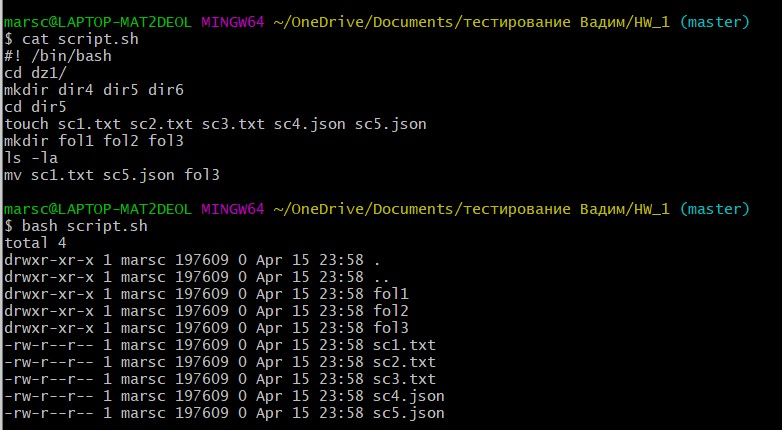 marsc@LAPTOP-MAT2DEOL MINGW64 ~/OneDrive/Documents/тестирование Вадим/HW_1 (master)
$ cat script.sh
#! /bin/bash
cd dz1/
mkdir dir4 dir5 dir6
cd dir5
touch sc1.txt sc2.txt sc3.txt sc4.json sc5.json
mkdir fol1 fol2 fol3
ls -la
mv sc1.txt sc5.json fol3
marsc@LAPTOP-MAT2DEOL MINGW64 ~/OneDrive/Documents/тестирование Вадим/HW_1 (master)
$ bash script.sh
total 4
drwxr-xr-x 1 marsc 197609 0 Apr 15 23:58 .
drwxr-xr-x 1 marsc 197609 0 Apr 15 23:58 ..
drwxr-xr-x 1 marsc 197609 0 Apr 15 23:58 fol1
drwxr-xr-x 1 marsc 197609 0 Apr 15 23:58 fol2
drwxr-xr-x 1 marsc 197609 0 Apr 15 23:58 fol3
-rw-r--r-- 1 marsc 197609 0 Apr 15 23:58 sc1.txt
-rw-r--r-- 1 marsc 197609 0 Apr 15 23:58 sc2.txt
-rw-r--r-- 1 marsc 197609 0 Apr 15 23:58 sc3.txt
-rw-r--r-- 1 marsc 197609 0 Apr 15 23:58 sc4.json
-rw-r--r-- 1 marsc 197609 0 Apr 15 23:58 sc5.json